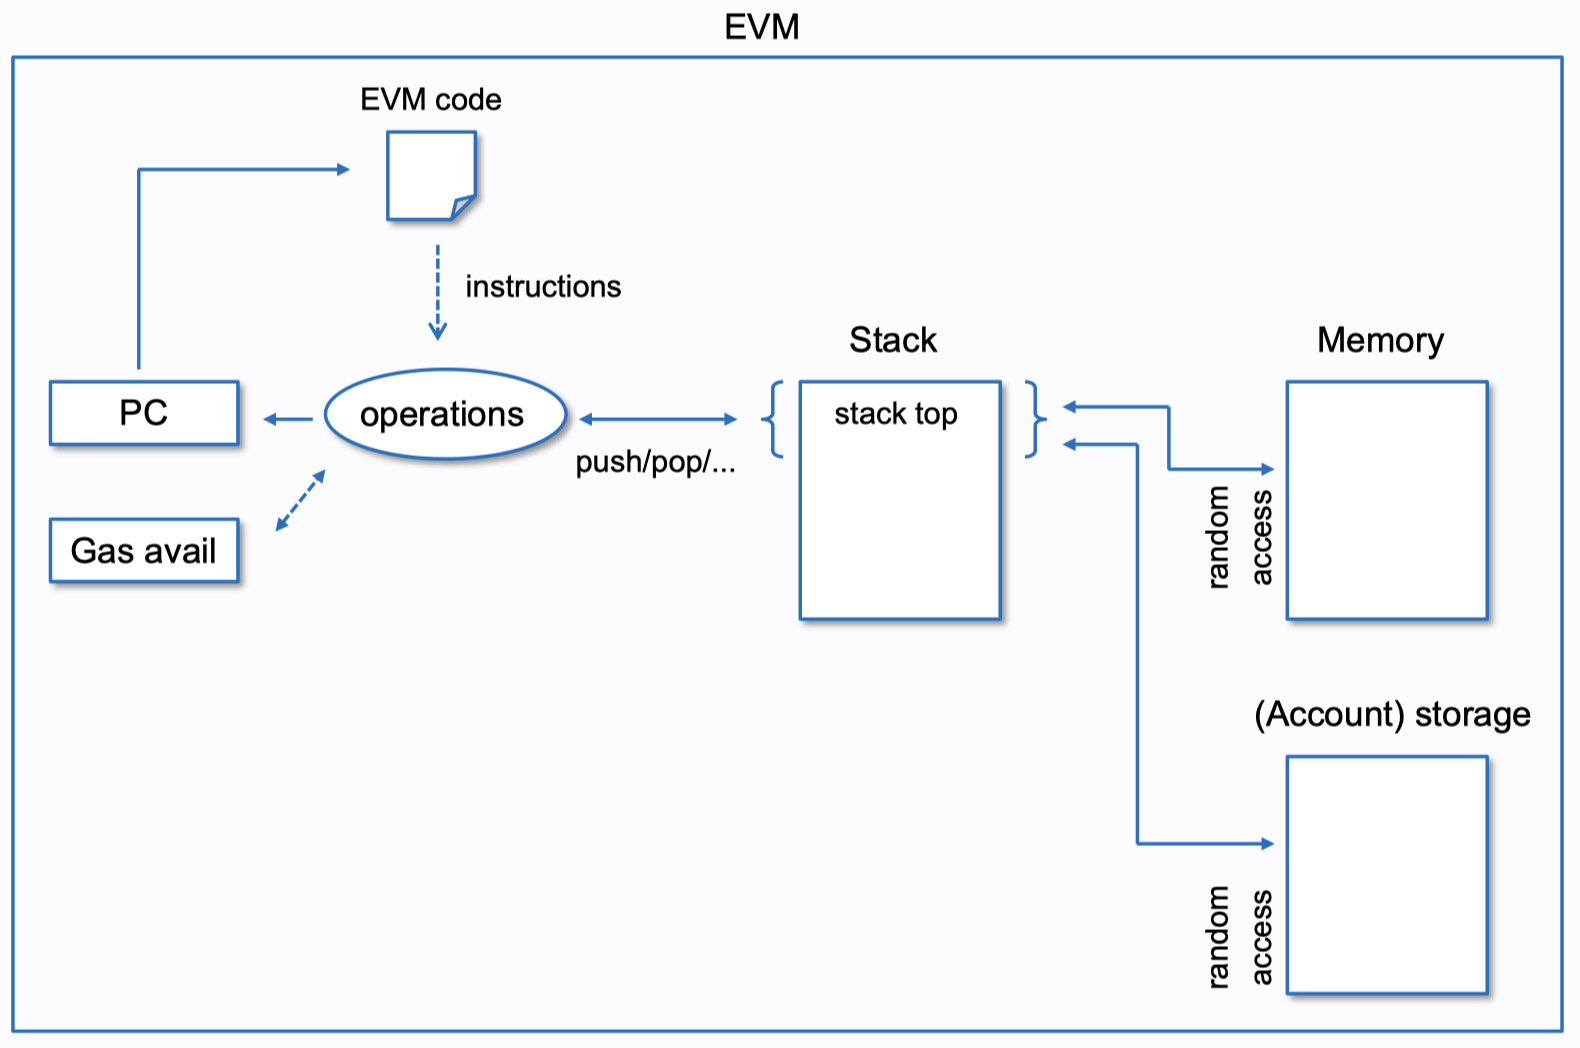 EVM
EVM code
instructions
PC
operations
push/pop/...
Gas avail
Stack
stack top
Memory
random
access
(Account) storage
random
access